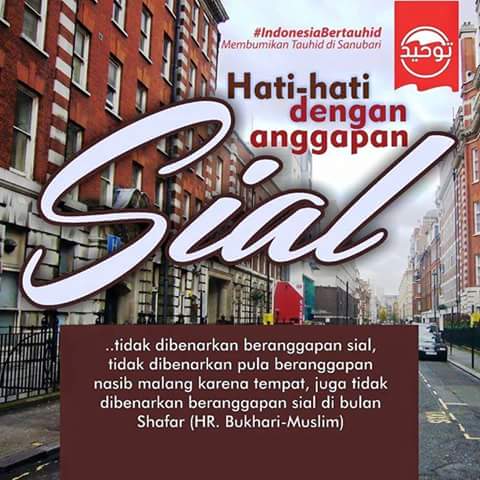 #IndonesiaBertauhid
Membumikan Tauhid di Sanubari
توحيد
Hati-hati
dengan
anggapan
Sial
..tidak dibenarkan beranggapan sial,
tidak dibenarkan pula beranggapan
nasib malang karena tempat, juga tidak
dibenarkan beranggapan sial di bulan
Shafar (HR. Bukhari-Muslim)